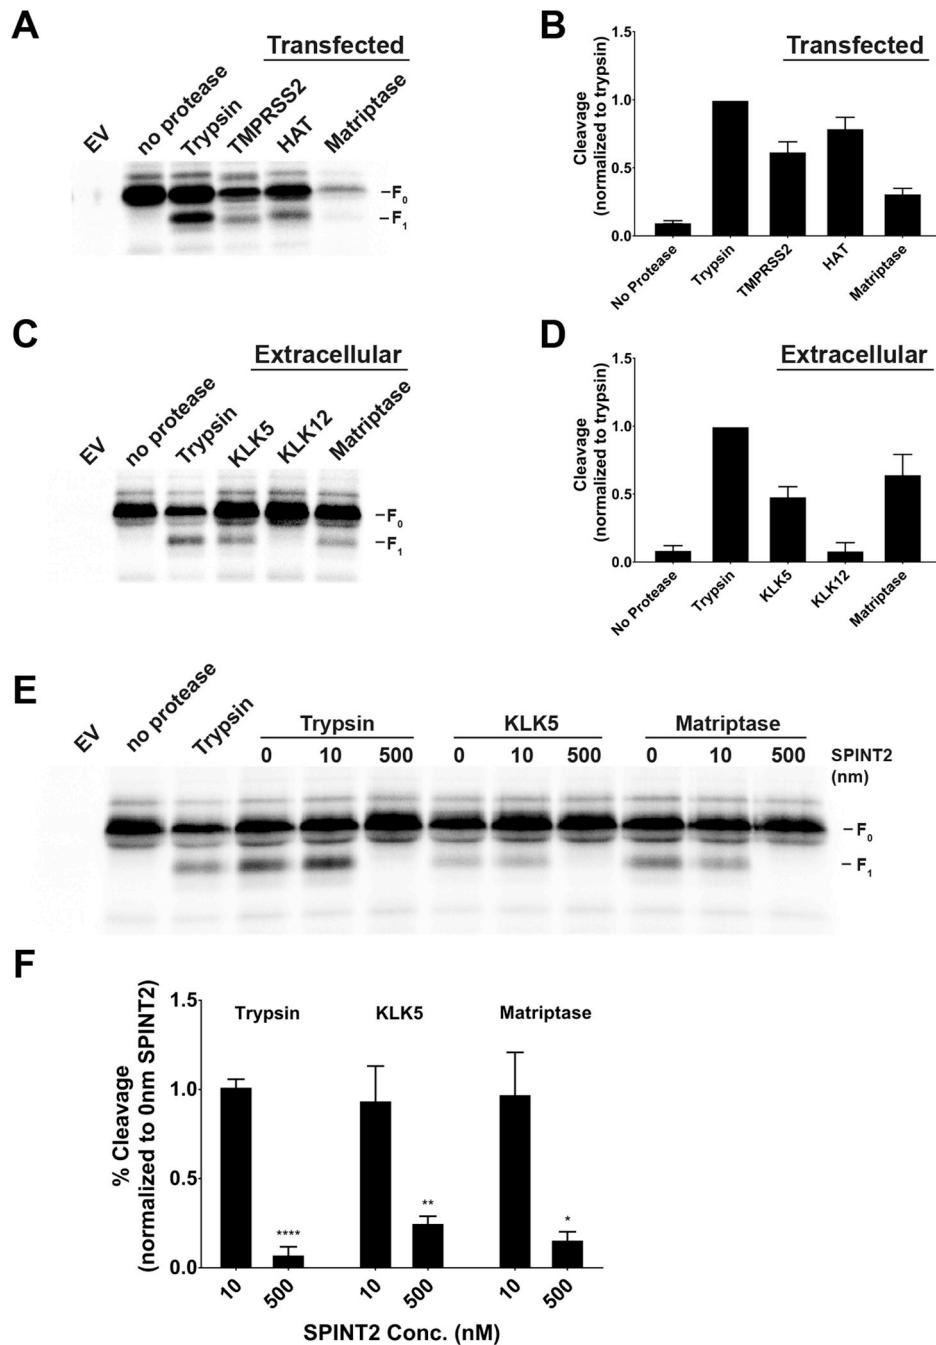 A
Transfected
EV
no protease
Trypsin
TMPRSS2
HAT
Matriptase
–F0
–F1
B
Transfected
Cleavage
(normalized to trypsin)
1.5
1.0
0.5
0.0
No Protease
Trypsin
TMPRSS2
HAT
Matriptase
C
Extracellular
EV
no protease
Trypsin
KLK5
KLK12
Matriptase
–F0
–F1
D
Extracellular
Cleavage
(normalized to trypsin)
1.5
1.0
0.5
0.0
No Protease
Trypsin
KLK5
KLK12
Matriptase
E
EV
no protease
Trypsin
Trypsin KLK5 Matriptase
0 10 500 0 10 500 0 10 500 SPINT2
(nm)
–F0
–F1
F
% Cleavage
(normalized to 0nm SPINT2)
1.5
1.0
0.5
0.0
Trypsin KLK5 Matriptase
**** ** *
10 500 10 500 10 500
SPINT2 Conc. (nM)